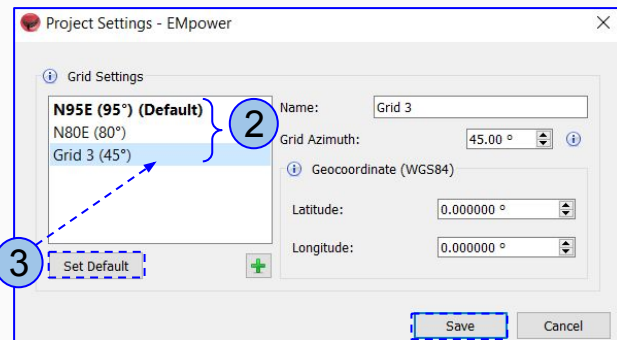 Project Settings - EMpower
Grid Settings
N95E (95°) (Default)
N80E (80°)
Grid 3 (45°)
2
3
Set Default
Name: Grid 3
Grid Azimuth: 45.00 °
Geocoordinate (WGS84)
Latitude: 0.000000 °
Longitude: 0.000000 °
Save Cancel